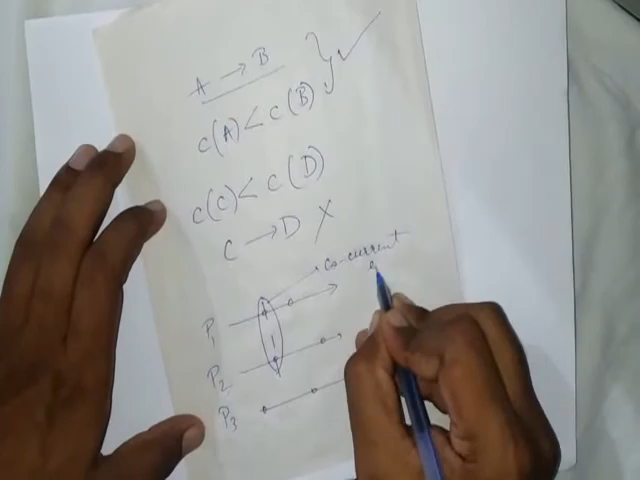 A → B
C(A) < C(B)
C(C) < C(D)
C → D X
Co-current
e
P1
1
P2
P3